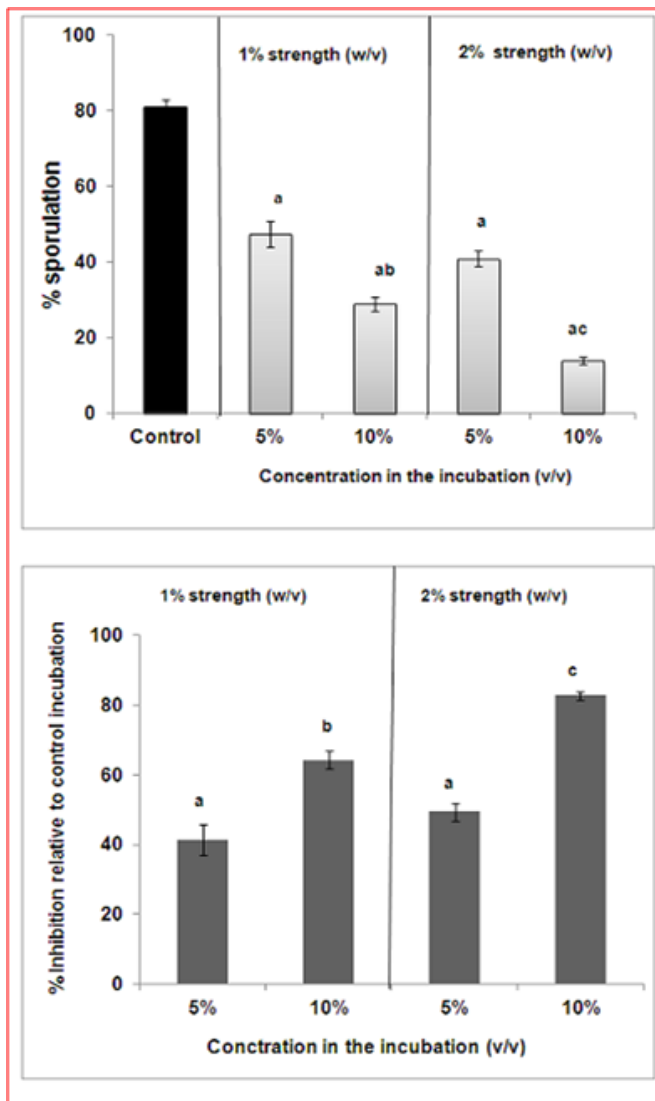 100
80
60
40
20
0
% sporulation
1% strength (w/v)
2% strength (w/v)
a
ab
a
ac
Control
5%
10%
5%
10%
Concentration in the incubation (v/v)
1% strength (w/v)
2% strength (w/v)
100
80
60
40
20
0
%Inhibition relative to control incubation
a
b
a
c
5%
10%
5%
10%
Conctration in the incubation (v/v)